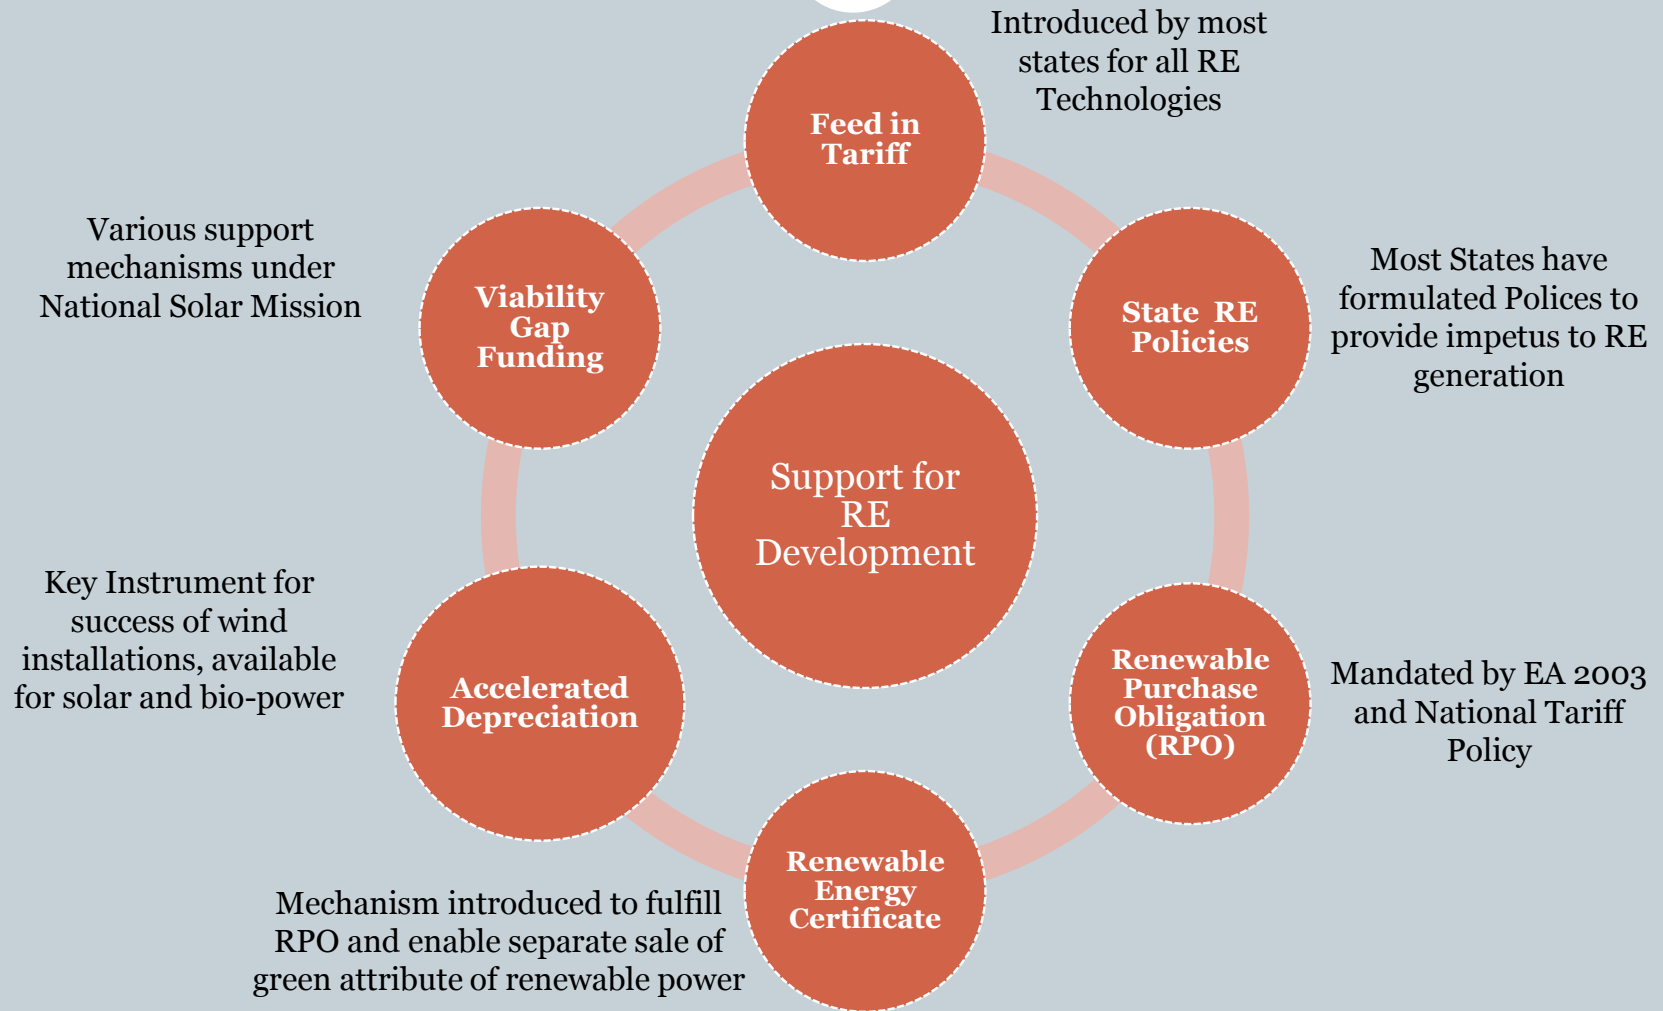 Introduced by most
states for all RE
Technologies
Feed in
Tariff
Various support
mechanisms under
National Solar Mission
Viability
Gap
Funding
State RE
Policies
Most States have
formulated Polices to
provide impetus to RE
generation
Support for
RE
Development
Key Instrument for
success of wind
installations, available
for solar and bio-power
Accelerated
Depreciation
Renewable
Purchase
Obligation
(RPO)
Mandated by EA 2003
and National Tariff
Policy
Renewable
Energy
Certificate
Mechanism introduced to fulfill
RPO and enable separate sale of
green attribute of renewable power